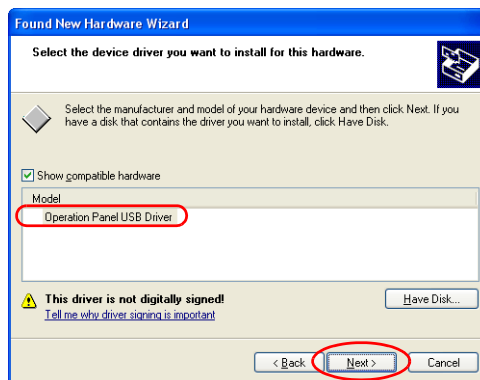 Found New Hardware Wizard
Select the device driver you want to install for this hardware.
Select the manufacturer and model of your hardware device and then click Next. If you
have a disk that contains the driver you want to install, click Have Disk.
Show compatible hardware
Model
Operation Panel USB Driver
This driver is not digitally signed!
Tell me why driver signing is important
Have Disk...
< Back
Next >
Cancel